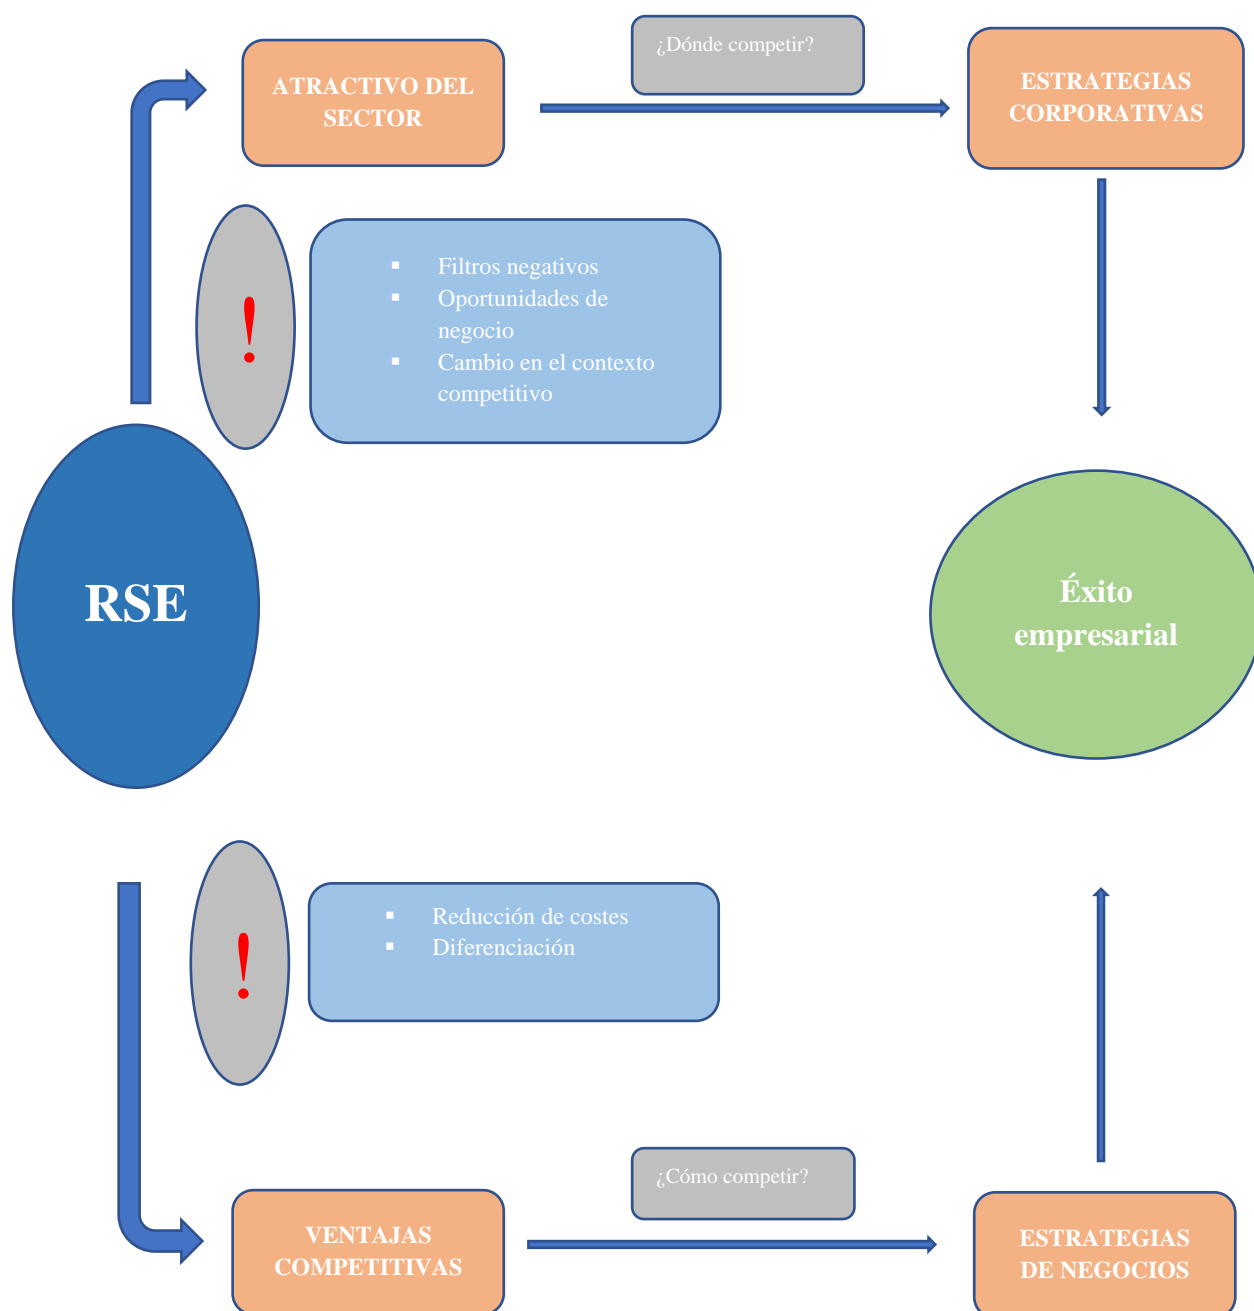 ¿Dónde competir?
ATRACTIVO DEL
SECTOR
ESTRATEGIAS
CORPORATIVAS
!
▪ Filtros negativos
▪ Oportunidades de
negocio
▪ Cambio en el contexto
competitivo
RSE
Éxito
empresarial
!
▪ Reducción de costes
▪ Diferenciación
¿Cómo competir?
VENTAJAS
COMPETITIVAS
ESTRATEGIAS
DE NEGOCIOS